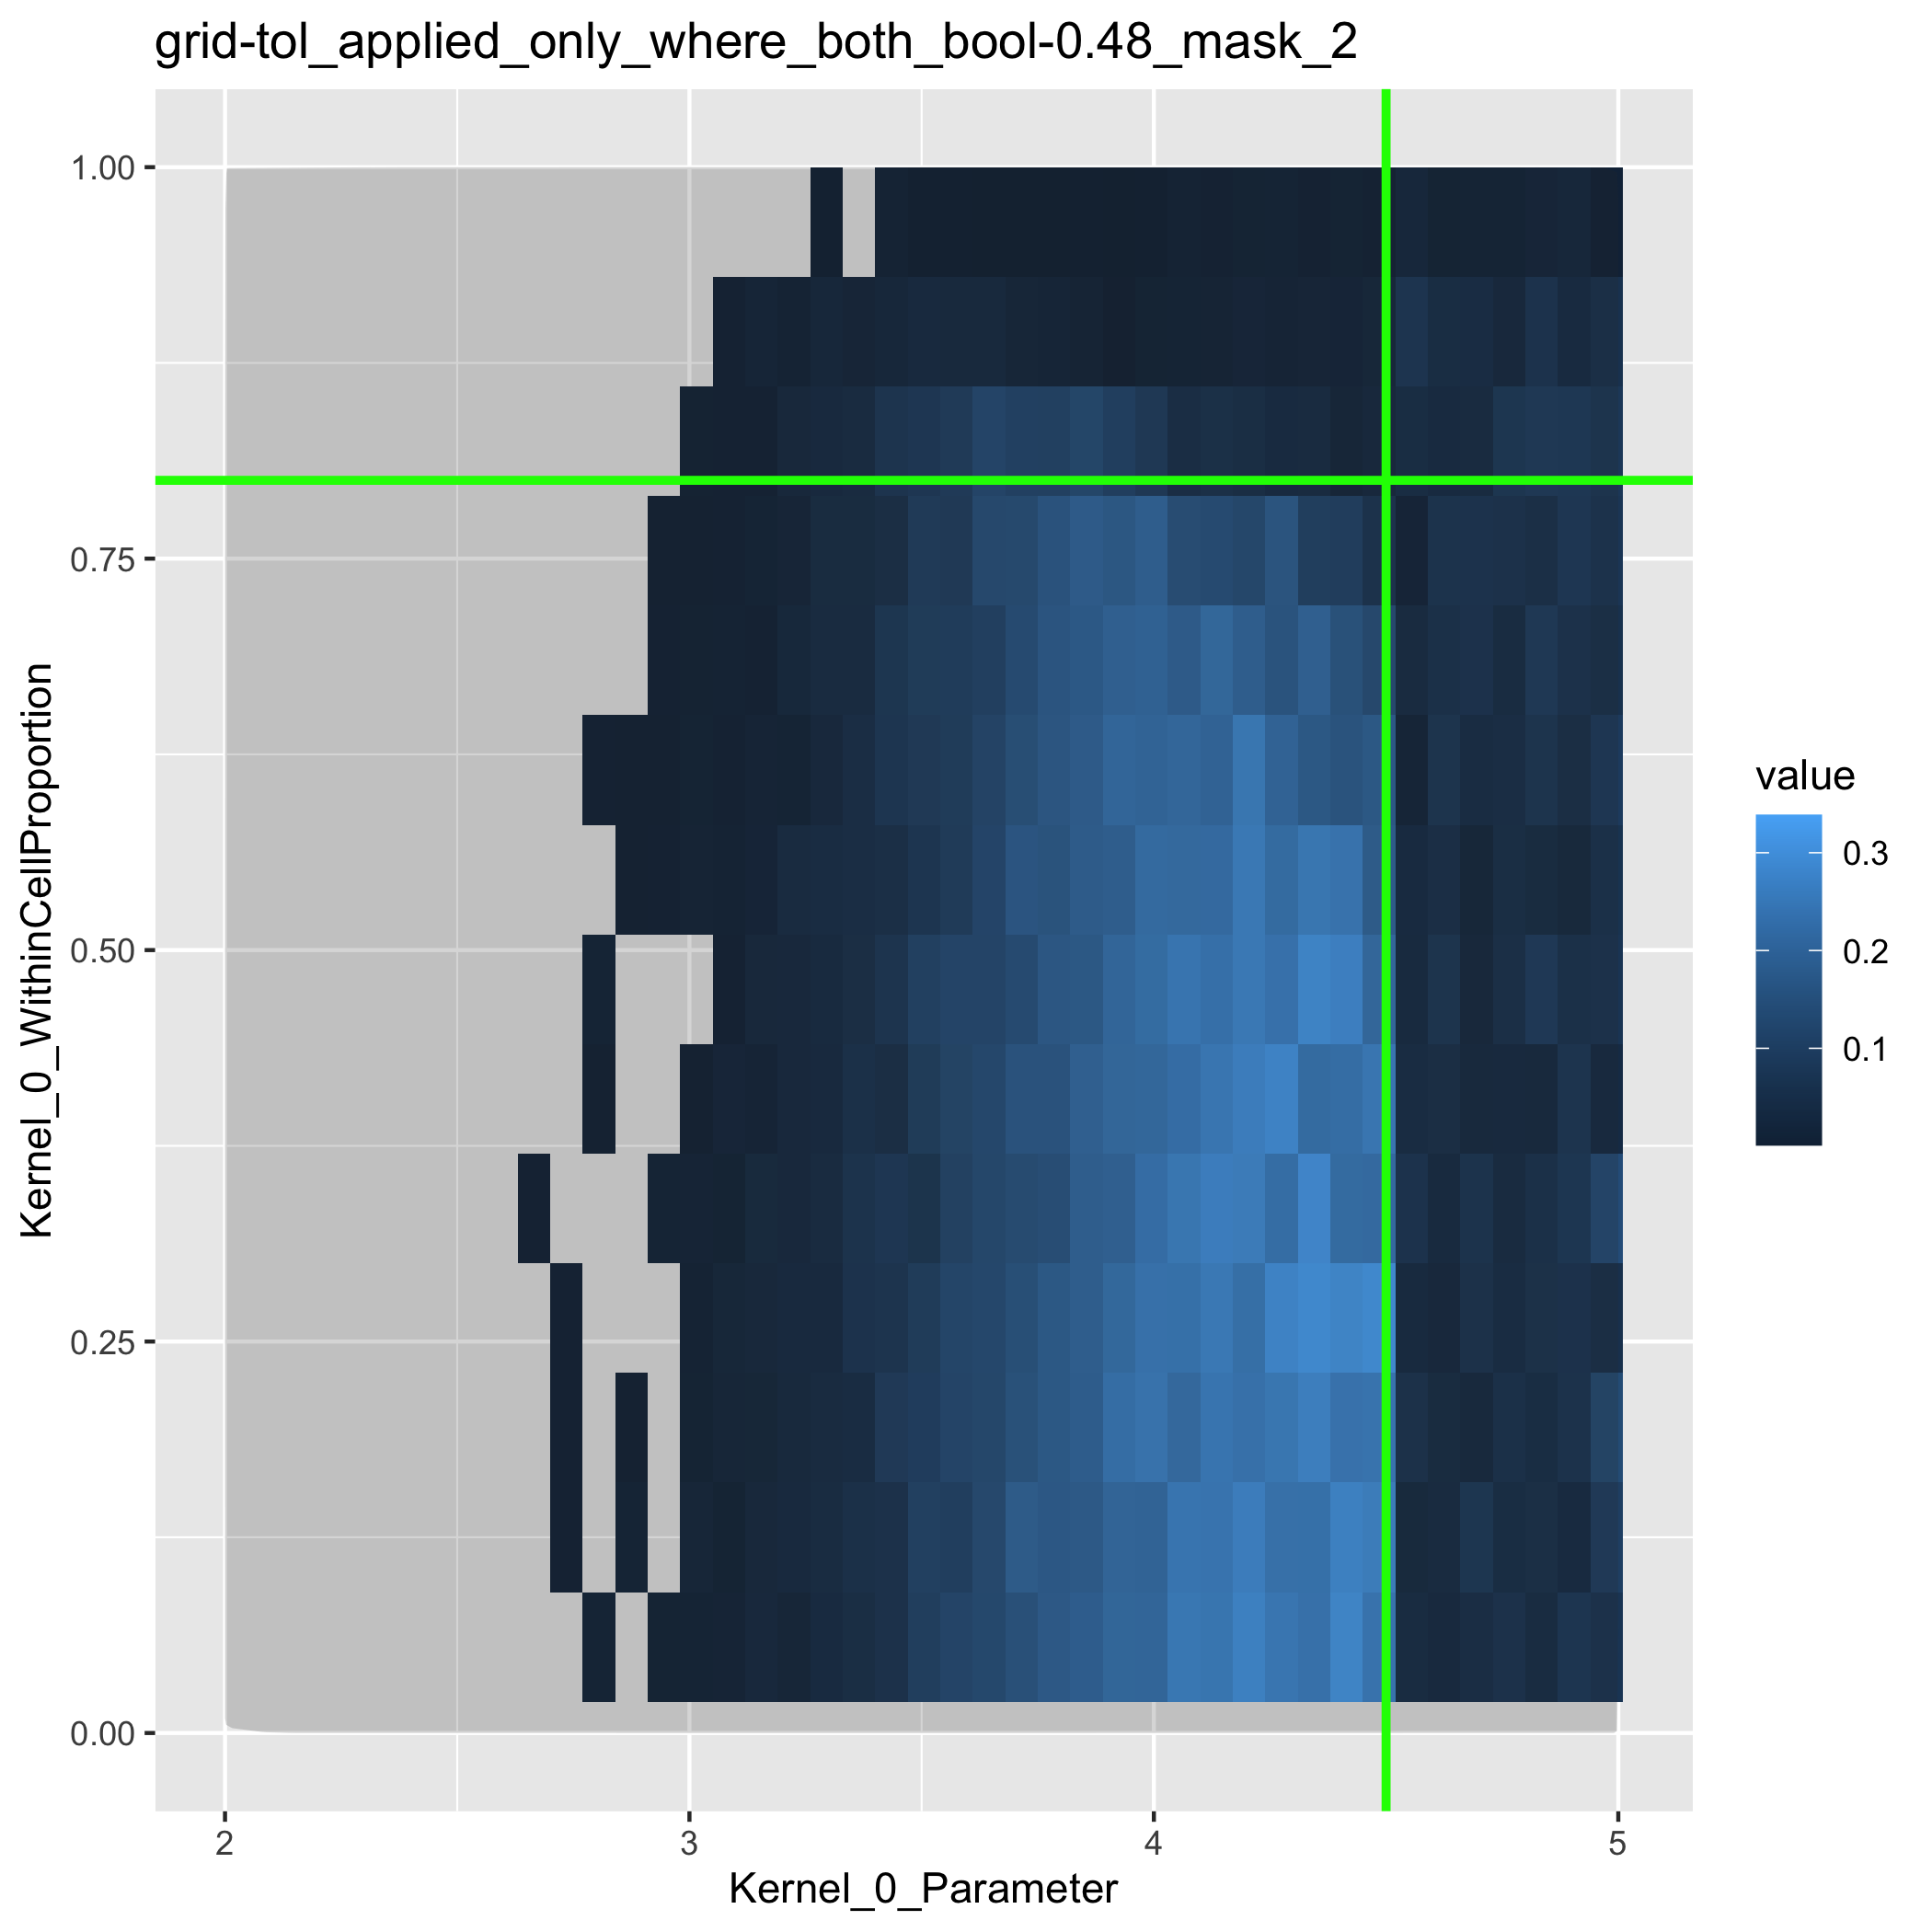 grid-tol_applied_only_where_both_bool-0.48_mask_2
1.00
0.75
0.50
0.25
0.00
Kernel_0_WithinCellProportion
2 3 4 5
Kernel_0_Parameter
value
0.3
0.2
0.1